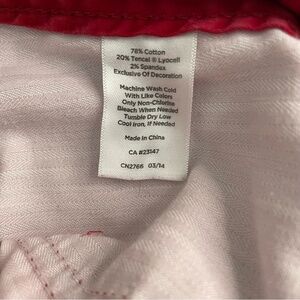 78% Cotton
20% Tencel ® Lyocell
2% Spandex
Exclusive Of Decoration
Machine Wash Cold
With Like Colors
Only Non-Chlorine
Bleach When Needed
Tumble Dry Low
Cool Iron, If Needed
Made in China
CA #23147
CN2766 03/14